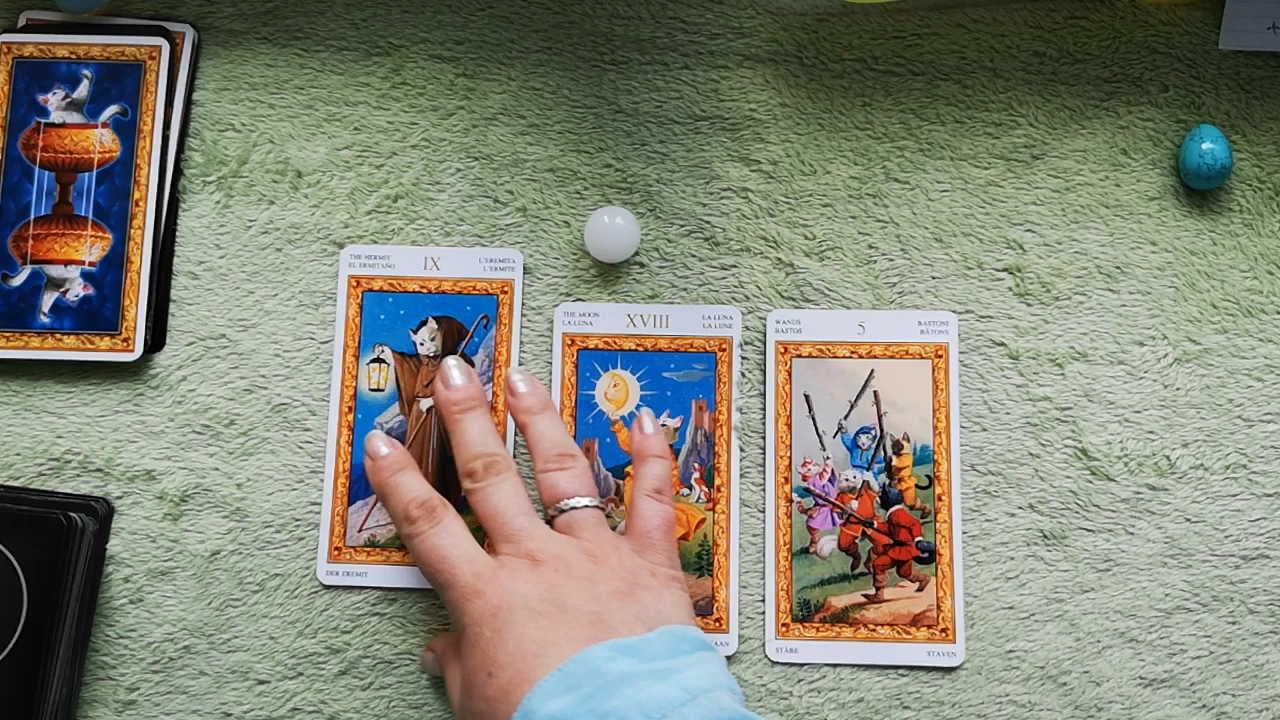 THE HERMIT
EL ERMITAÑO
IX
L'EREMITA
L'ERMITE
DER EREMIT
THE MOON
LA LUNA
XVIII
LA LUNA
LA LUNE
WANDS
BASTOS
5
BASTONI
BÂTONS
STÄBE
STAVEN